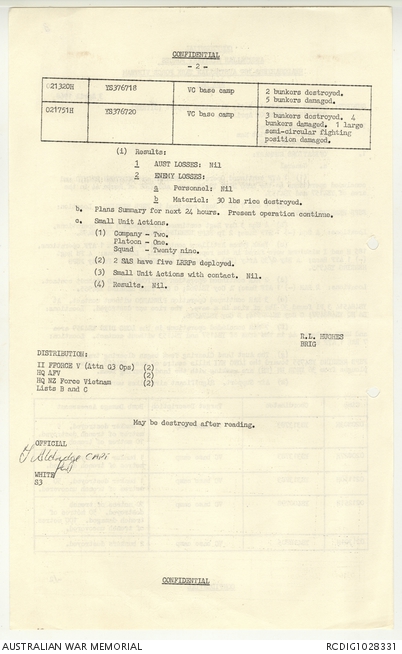 CONFIDENTIAL
- 2 -
021320H YS376718 VC base camp 2 bunkers destroyed.
5 bunkers damaged.
021751H YS376720 VC base camp 3 bunkers destroyed. 4
bunkers damaged. 1 large
semi-circular fighting
position damaged.
(i) Results:
1 AUST LOSSES: Nil
2 ENEMY LOSSES:
a Personnel: Nil
b Materiel: 30 lbs rice destroyed.
b. Plans Summary for next 24 hours. Present operation continue.
c. Small Unit Actions.
(1) Company - Two.
Platoon - One.
Squad - Twenty nine.
(2) 2 SAS have five LRRPs deployed.
(3) Small Unit Actions with contact. Nil.
(4) Results. Nil.
R.L. HUGHES
BRIG
DISTRIBUTION:
II FFORCE V (Attn G3 Ops) (2)
HQ AFV (2)
HQ NZ Force Vietnam (2)
Lists B and C
May be destroyed after reading.
OFFICIAL
Aldridge
WHITE
S3
CONFIDENTIAL
AUSTRALIAN WAR MEMORIAL RCDIG1028331